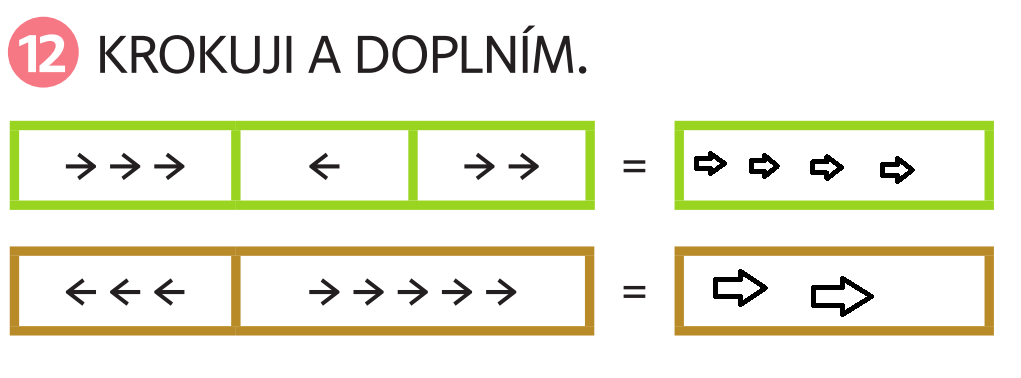 12 KROKUJI A DOPLNÍM.
→ → → ← → → = ⇨ ⇨ ⇨ ⇨
← ← ← → → → → → = ⇨ ⇨